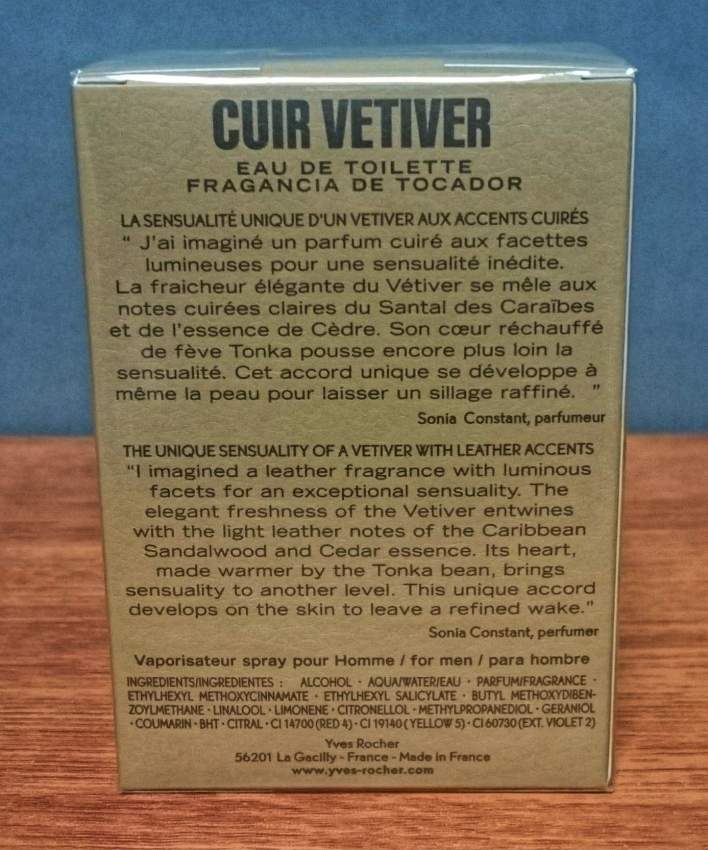 CUIR VETIVER
EAU DE TOILETTE
FRAGANCIA DE TOCADOR
LA SENSUALITÉ UNIQUE D'UN VETIVER AUX ACCENTS CUIRÉS
" J'ai imaginé un parfum cuiré aux facettes
lumineuses pour une sensualité inédite.
La fraicheur élégante du Vétiver se mêle aux
notes cuirées claires du Santal des Caraïbes
et de l'essence de Cèdre. Son cœur réchauffé
de fève Tonka pousse encore plus loin la
sensualité. Cet accord unique se développe à
même la peau pour laisser un sillage raffiné. "
Sonia Constant, parfumeur
THE UNIQUE SENSUALITY OF A VETIVER WITH LEATHER ACCENTS
"I imagined a leather fragrance with luminous
facets for an exceptional sensuality. The
elegant freshness of the Vetiver entwines
with the light leather notes of the Caribbean
Sandalwood and Cedar essence. Its heart,
made warmer by the Tonka bean, brings
sensuality to another level. This unique accord
develops on the skin to leave a refined wake."
Sonia Constant, perfumer
Vaporisateur spray pour Homme / for men / para hombre
INGREDIENTS/INGREDIENTES : ALCOHOL · AQUA/WATER/EAU · PARFUM/FRAGRANCE ·
ETHYLHEXYL METHOXYCINNAMATE · ETHYLHEXYL SALICYLATE · BUTYL METHOXYDIBEN-
ZOYLMETHANE · LINALOOL · LIMONENE · CITRONELLOL · METHYLPROPANEDIOL · GERANIOL
· COUMARIN · BHT · CITRAL · CI 14700 (RED 4) · CI 19140 ( YELLOW 5) · CI 60730 (EXT. VIOLET 2)
Yves Rocher
56201 La Gacilly - France - Made in France
www.yves-rocher.com